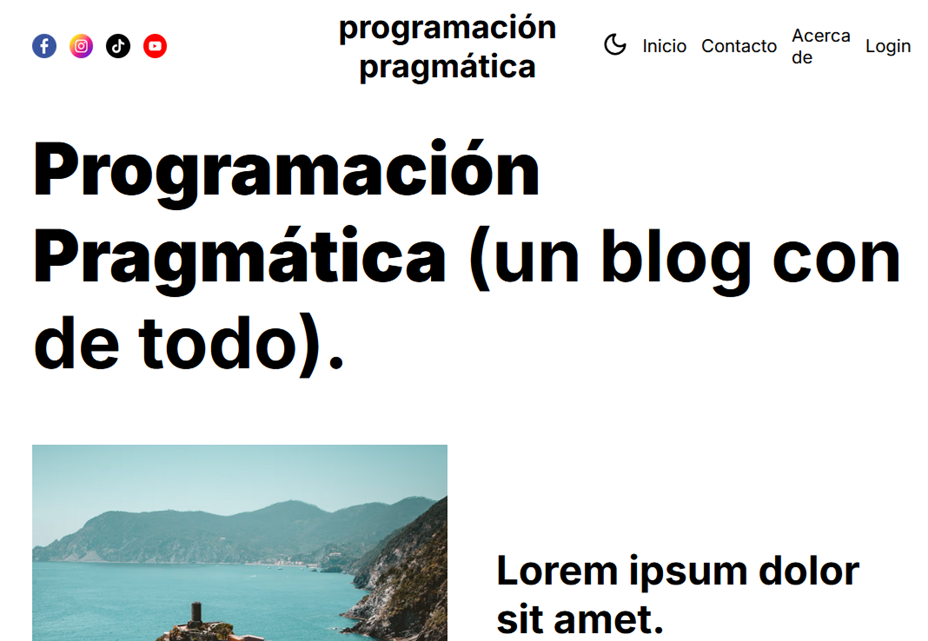 programación
pragmática
Inicio
Contacto
Acerca
de
Login
Programación
Pragmática (un blog con
de todo).
Lorem ipsum dolor
sit amet.